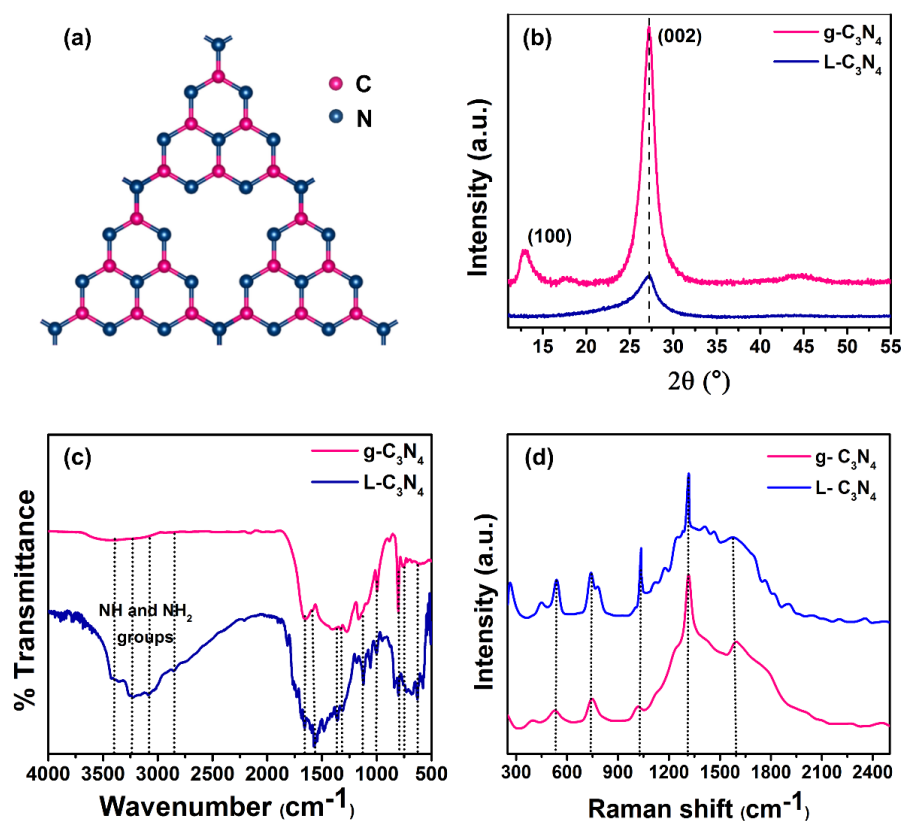 (a)
C
N
(b)
g-C₃N₄
L-C₃N₄
(002)
(100)
Intensity (a.u.)
15 20 25 30 35 40 45 50 55
2θ (°)
(c)
g-C₃N₄
L-C₃N₄
NH and NH₂
groups
% Transmittance
4000 3500 3000 2500 2000 1500 1000 500
Wavenumber (cm⁻¹)
(d)
g- C₃N₄
L- C₃N₄
Intensity (a.u.)
300 600 900 1200 1500 1800 2100 2400
Raman shift (cm⁻¹)